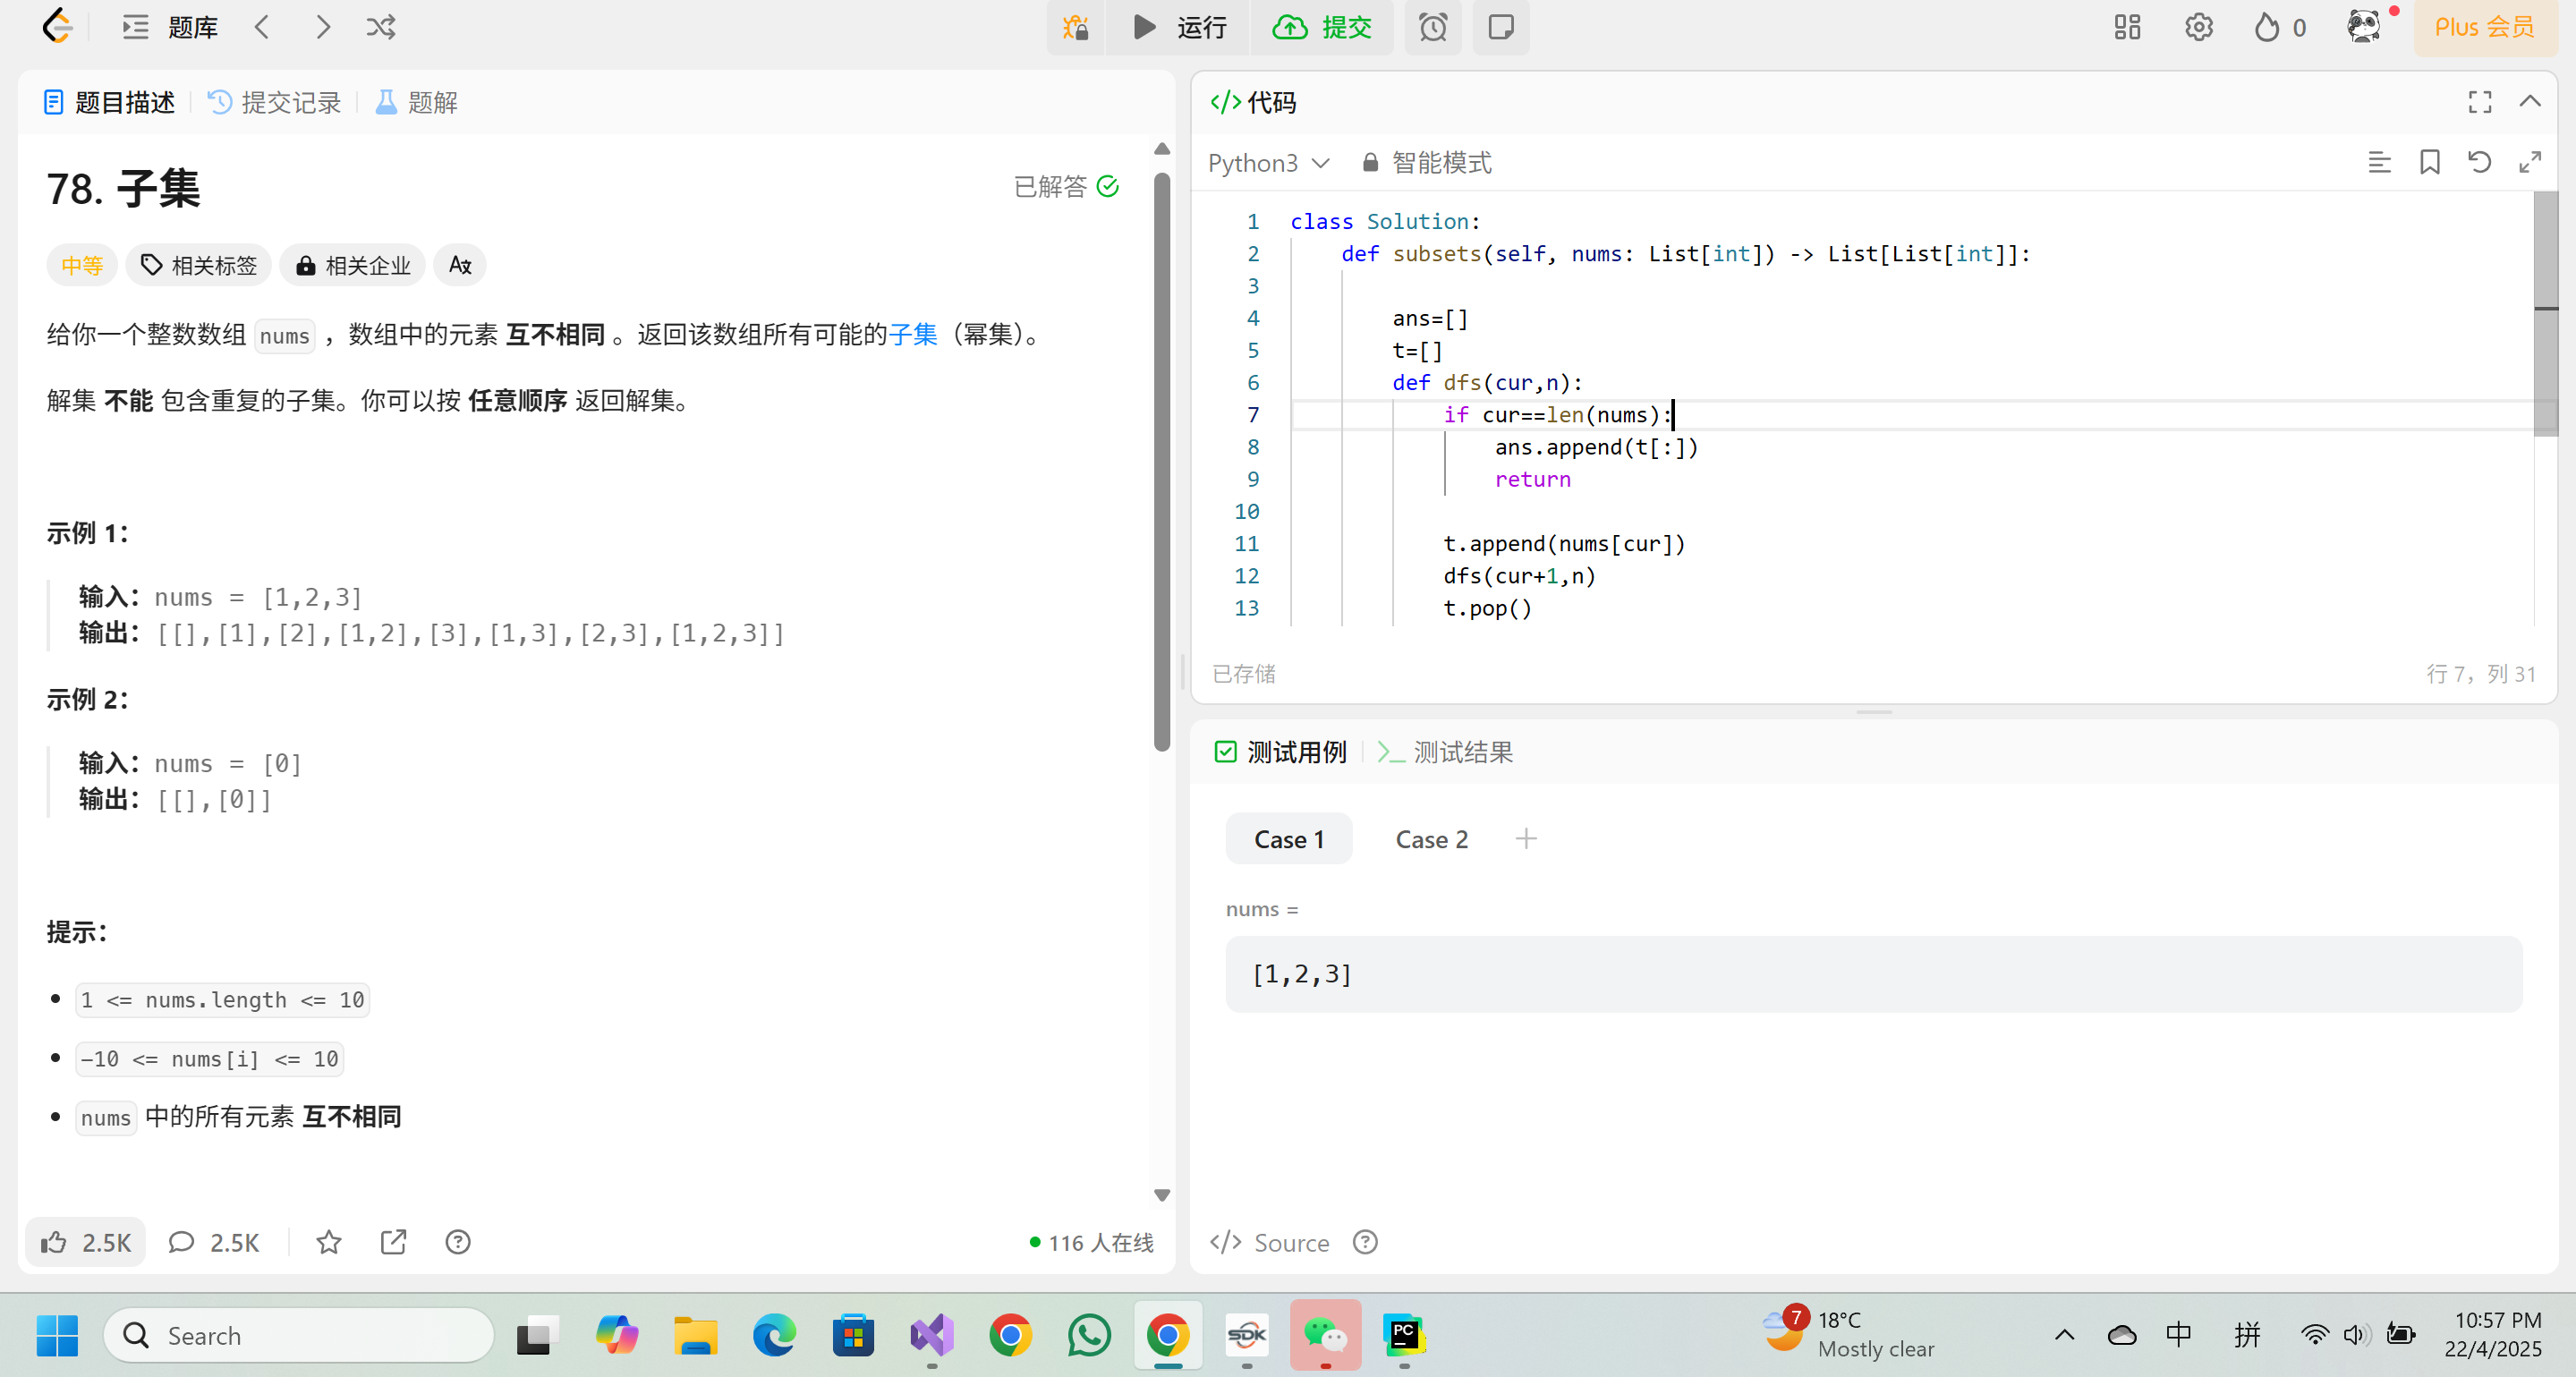 题库
运行
提交
0
Plus 会员
题目描述
提交记录
题解
78. 子集
已解答
中等
相关标签
相关企业
给你一个整数数组 nums ，数组中的元素 互不相同 。返回该数组所有可能的子集（幂集）。
解集 不能 包含重复的子集。你可以按 任意顺序 返回解集。
示例 1：
输入：nums = [1,2,3]
输出：[[],[1],[2],[1,2],[3],[1,3],[2,3],[1,2,3]]
示例 2：
输入：nums = [0]
输出：[[],[0]]
提示：
1 <= nums.length <= 10
-10 <= nums[i] <= 10
nums 中的所有元素 互不相同
2.5K
2.5K
116 人在线
</> 代码
Python3
智能模式
1 class Solution:
2 def subsets(self, nums: List[int]) -> List[List[int]]:
3
4 ans=[]
5 t=[]
6 def dfs(cur,n):
7 if cur==len(nums):
8 ans.append(t[:])
9 return
10
11 t.append(nums[cur])
12 dfs(cur+1,n)
13 t.pop()
已存储
行 7，列 31
测试用例
测试结果
Case 1
Case 2
nums =
[1,2,3]
</> Source
Search
SDK
PC
7
18°C
Mostly clear
中
拼
10:57 PM
22/4/2025